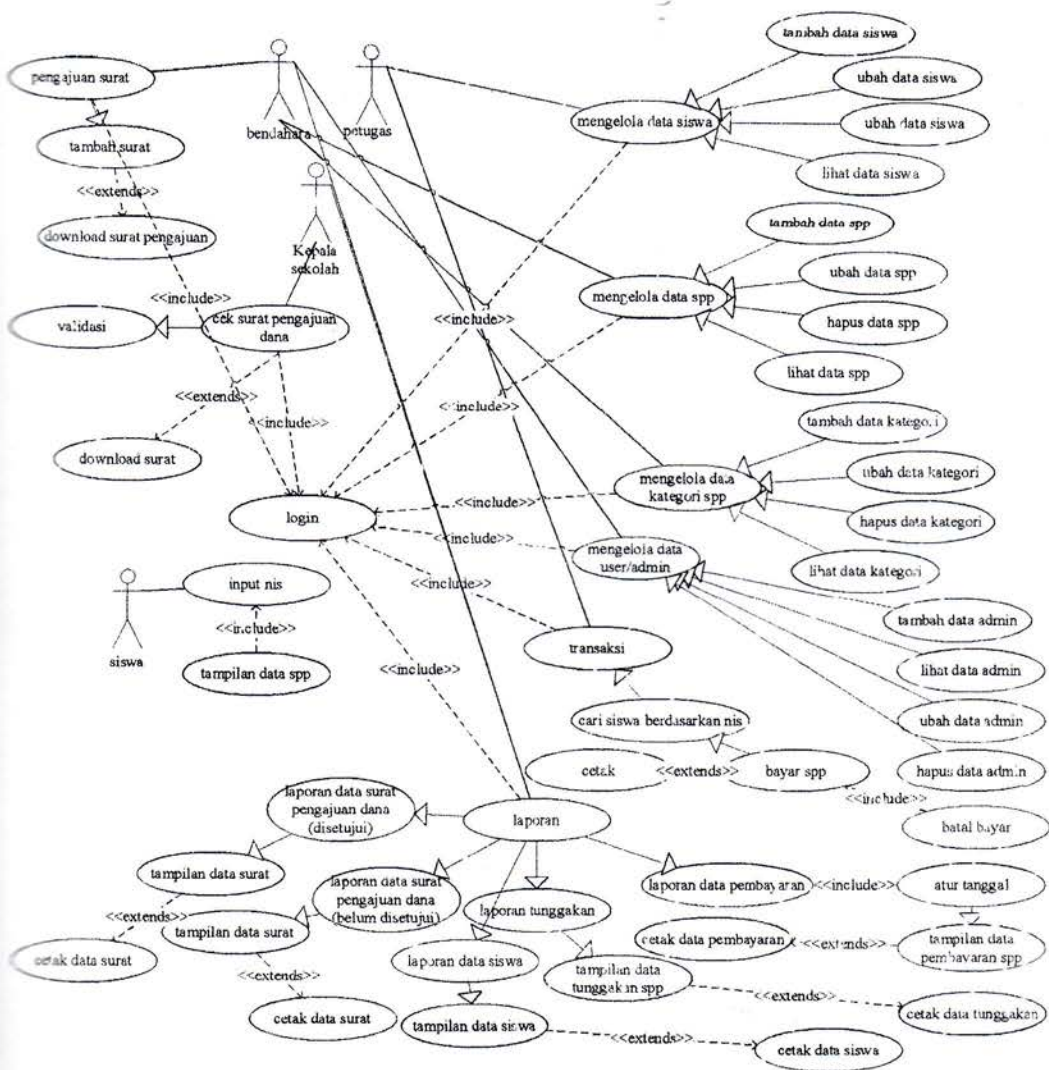 tambah data siswa
pengajuan surat
ubah data siswa
mengelola data siswa
ubah data siswa
bendahara
petugas
tambah surat
lihat data siswa
<<extends>>
tambah data spp
download surat pengajuan
Kepala
sekolah
ubah data spp
<<include>>
mengelola data spp
validasi
cek surat pengajuan
dana
<<include>>
hapus data spp
lihat data spp
<<extends>>
<<include>>
<<include>>
tambah data kategori
download surat
mengelola data
kategori spp
ubah data kategori
<<include>>
login
hapus data kategori
<<include>>
mengelola data
user/admin
lihat data kategori
input nis
<<include>>
tambah data admin
<<include>>
siswa
transaksi
tampilan data spp
<<include>>
lihat data admin
cari siswa berdasarkan nis
ubah data admin
cetak
<<extends>>
bayar spp
hapus data admin
<<include>>
laporan data surat
pengajuan dana
(disetujui)
laporan
batal bayar
tampilan data surat
laporan data surat
pengajuan dana
(belum disetujui)
laporan data pembayaran
<<include>>
atur tanggal
laporan tunggakan
<<extends>>
tampilan data surat
cetak data pembayaran
<<extends>>
tampilan data
pembayaran spp
cetak data surat
laporan data siswa
tampilan data
tunggakan spp
<<extends>>
<<extends>>
cetak data surat
tampilan data siswa
cetak data tunggakan
<<extends>>
cetak data siswa